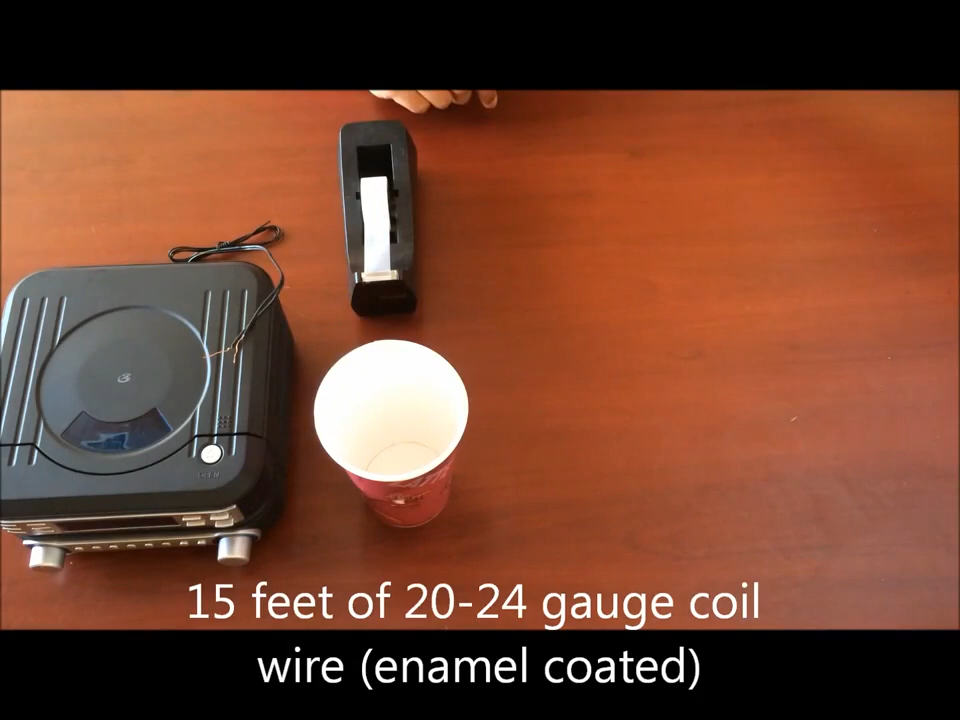 15 feet of 20-24 gauge coil
wire (enamel coated)